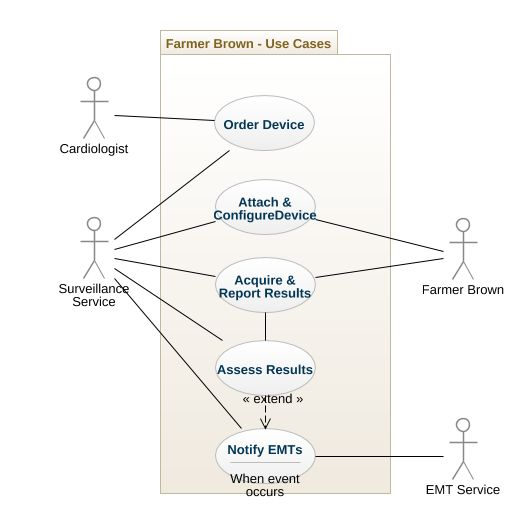 Farmer Brown - Use Cases
Cardiologist
Order Device
Attach &
ConfigureDevice
Surveillance
Service
Acquire &
Report Results
Farmer Brown
Assess Results
« extend »
Notify EMTs
When event
occurs
EMT Service